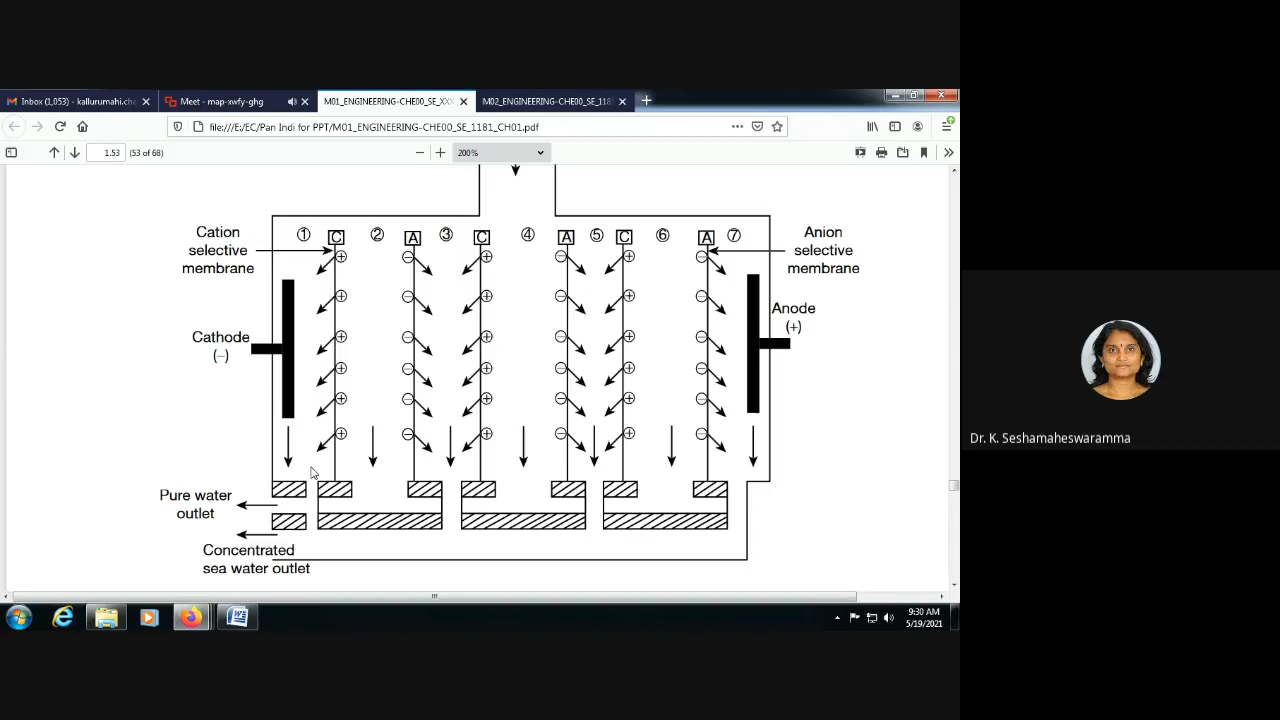 Inbox (1,053) - kallurumahi.che
Meet - map-xwfy-ghg
M01_ENGINEERING-CHE00_SE_XXX
M02_ENGINEERING-CHE00_SE_118
file:///E:/EC/Pan Indi for PPT/M01_ENGINEERING-CHE00_SE_1181_CH01.pdf
1.53 (53 of 68)
200%
Cation
selective
membrane
① C ② A ③ C ④ A ⑤ C ⑥ A ⑦
Anion
selective
membrane
Cathode
(−)
Anode
(+)
Pure water
outlet
Concentrated
sea water outlet
Dr. K. Seshamaheswaramma
9:30 AM
5/19/2021